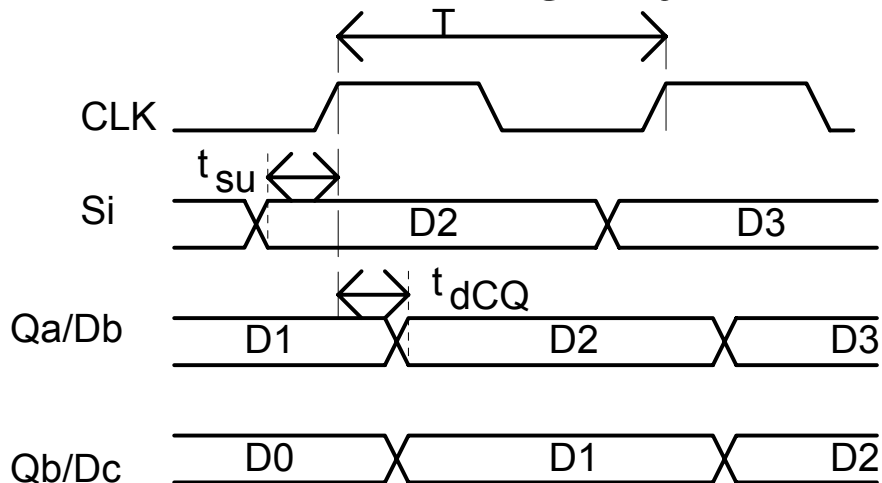 T
CLK
t su
Si D2 D3
t dCQ
Qa/Db D1 D2 D3
Qb/Dc D0 D1 D2